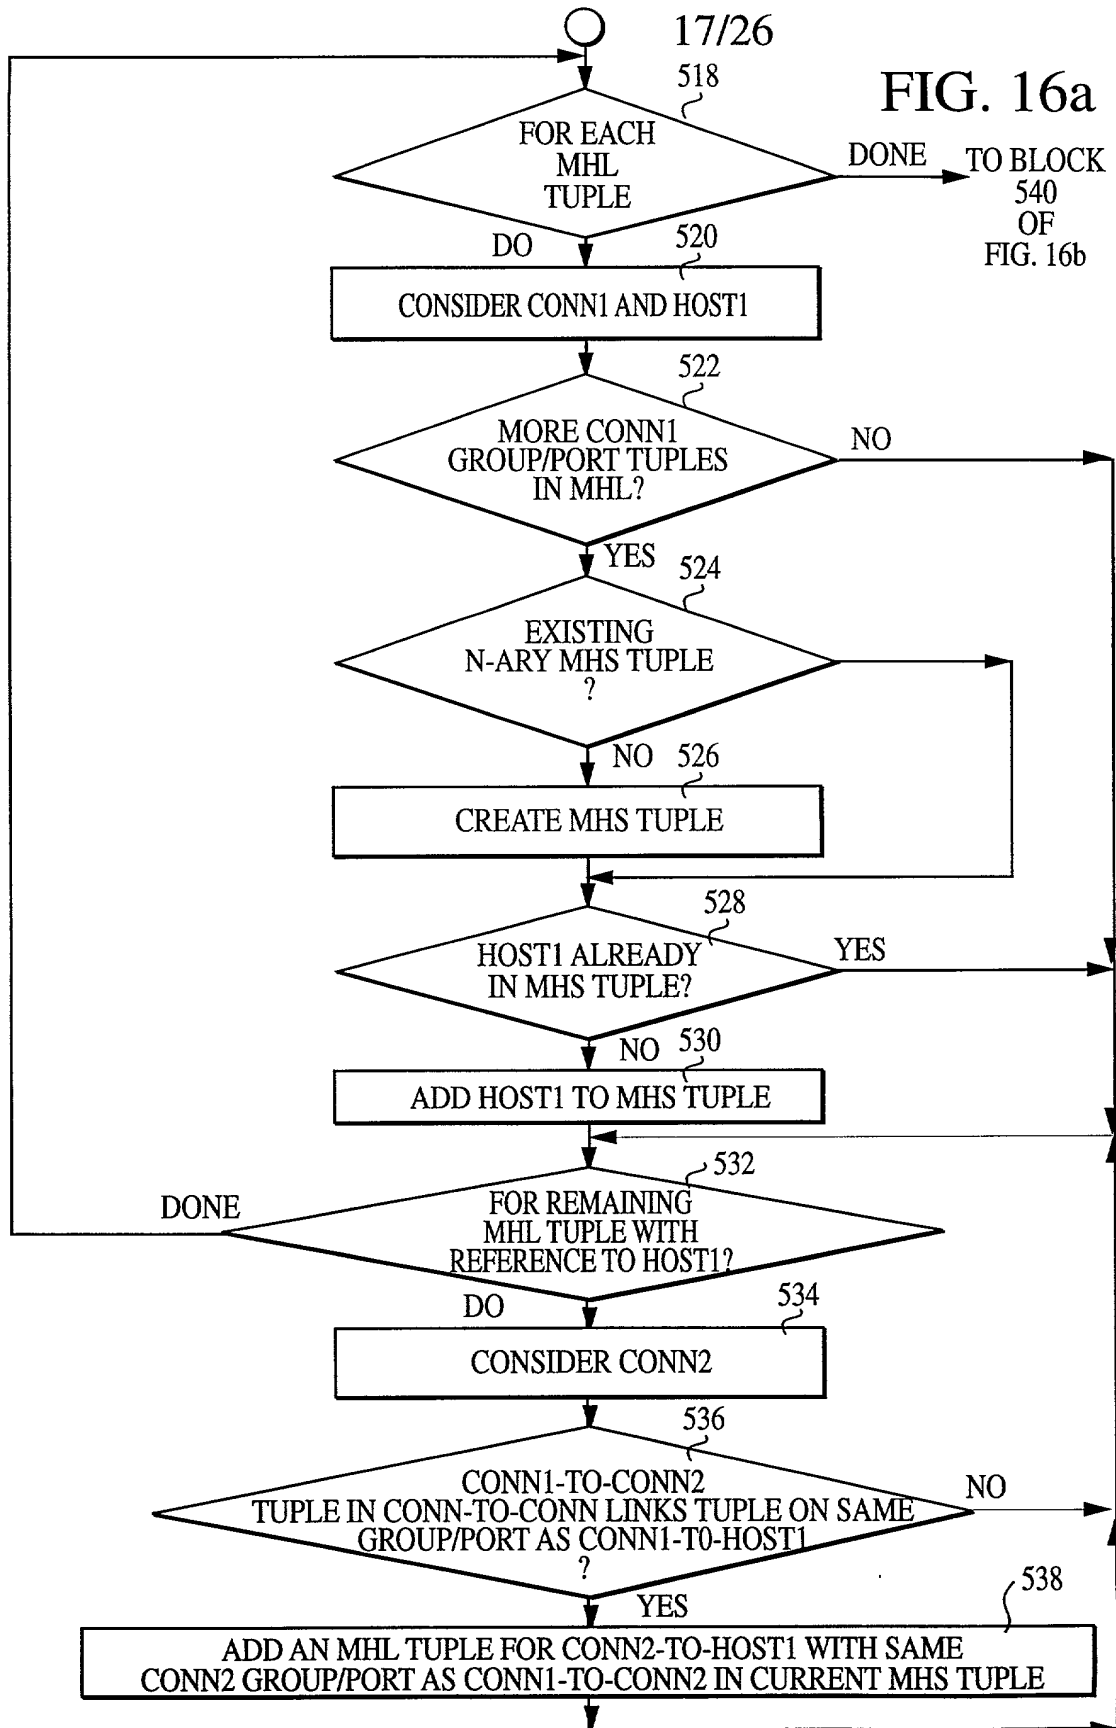 17/26
FIG. 16a
518
FOR EACH
MHL
TUPLE
DONE
TO BLOCK
540
OF
FIG. 16b
DO
520
CONSIDER CONN1 AND HOST1
522
MORE CONN1
GROUP/PORT TUPLES
IN MHL?
NO
YES
524
EXISTING
N-ARY MHS TUPLE
?
NO
526
CREATE MHS TUPLE
528
HOST1 ALREADY
IN MHS TUPLE?
YES
NO
530
ADD HOST1 TO MHS TUPLE
532
DONE
FOR REMAINING
MHL TUPLE WITH
REFERENCE TO HOST1?
DO
534
CONSIDER CONN2
536
CONN1-TO-CONN2
TUPLE IN CONN-TO-CONN LINKS TUPLE ON SAME
GROUP/PORT AS CONN1-T0-HOST1
?
NO
YES
538
ADD AN MHL TUPLE FOR CONN2-TO-HOST1 WITH SAME
CONN2 GROUP/PORT AS CONN1-TO-CONN2 IN CURRENT MHS TUPLE